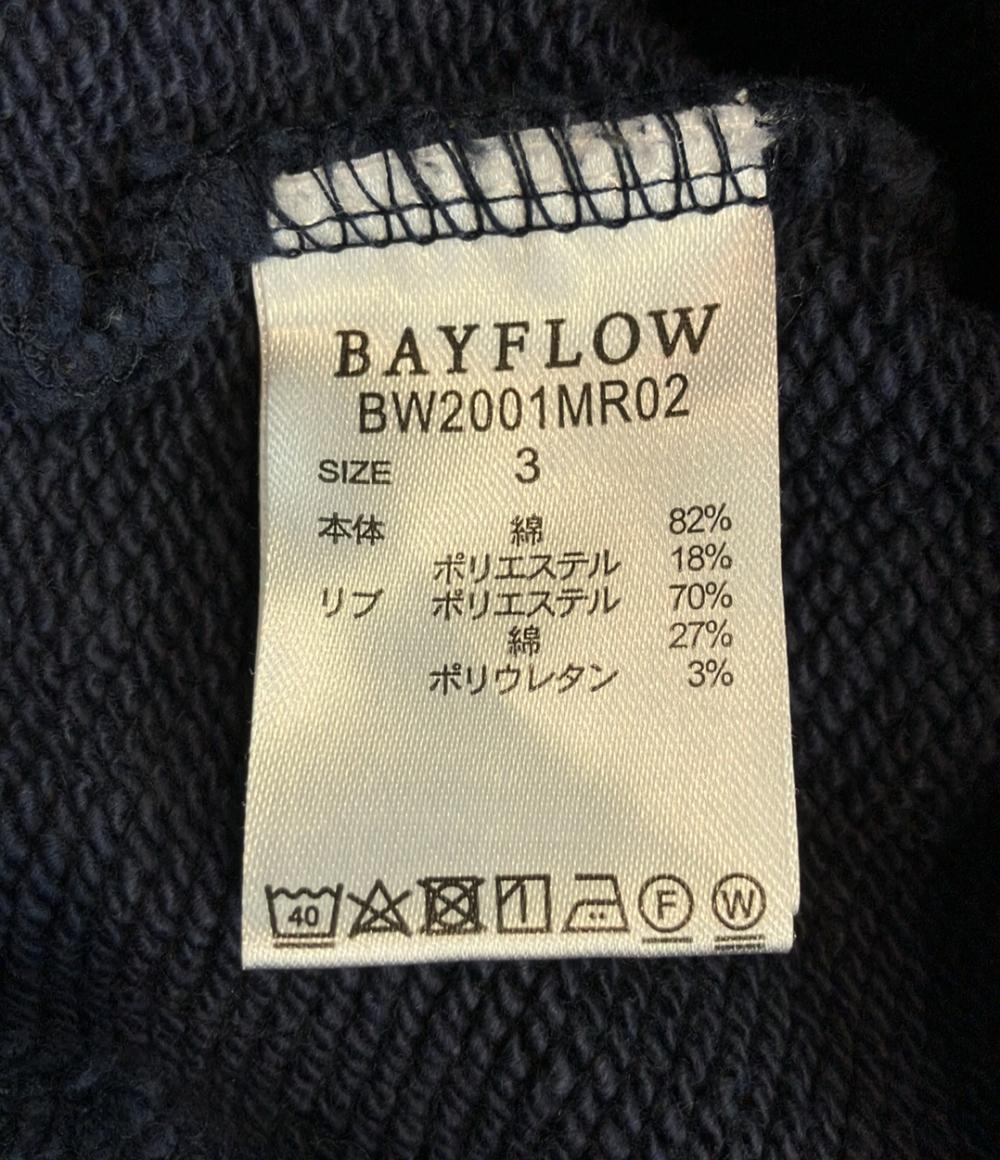 BAYFLOW
BW2001MR02
SIZE 3
本体 綿 82%
ポリエステル 18%
リブ ポリエステル 70%
綿 27%
ポリウレタン 3%
40 F W